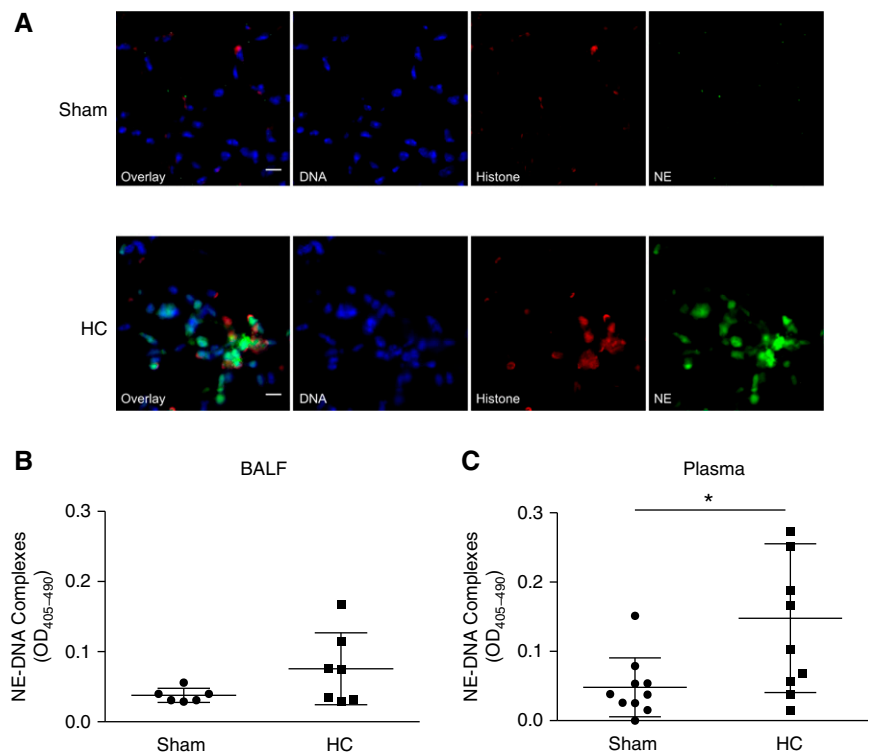 A
Sham
Overlay
DNA
Histone
NE
HC
Overlay
DNA
Histone
NE
B
BALF
NE-DNA Complexes
(OD405–490)
0.3
0.2
0.1
0.0
Sham
HC
C
Plasma
*
NE-DNA Complexes
(OD405–490)
0.3
0.2
0.1
0.0
Sham
HC